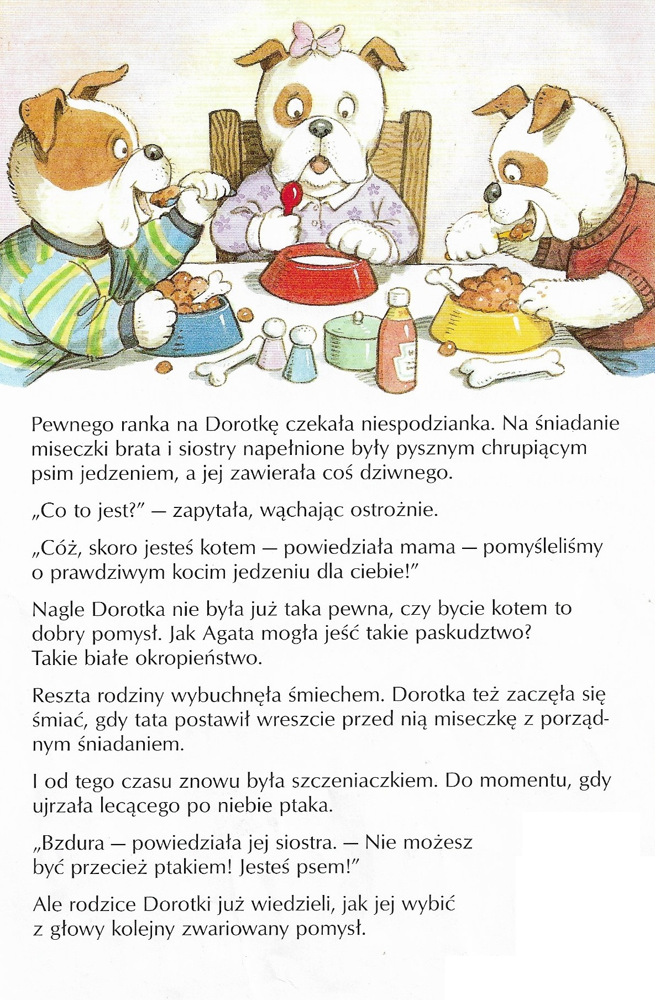 Pewnego ranka na Dorotkę czekała niespodzianka. Na śniadanie
miseczki brata i siostry napełnione były pysznym chrupiącym
psim jedzeniem, a jej zawierała coś dziwnego.
„Co to jest?” — zapytała, wąchając ostrożnie.
„Cóż, skoro jesteś kotem — powiedziała mama — pomyśleliśmy
o prawdziwym kocim jedzeniu dla ciebie!”
Nagle Dorotka nie była już taka pewna, czy bycie kotem to
dobry pomysł. Jak Agata mogła jeść takie paskudztwo?
Takie białe okropieństwo.
Reszta rodziny wybuchnęła śmiechem. Dorotka też zaczęła się
śmiać, gdy tata postawił wreszcie przed nią miseczkę z porząd-
nym śniadaniem.
I od tego czasu znowu była szczeniaczkiem. Do momentu, gdy
ujrzała lecącego po niebie ptaka.
„Bzdura — powiedziała jej siostra. — Nie możesz
być przecież ptakiem! Jesteś psem!”
Ale rodzice Dorotki już wiedzieli, jak jej wybić
z głowy kolejny zwariowany pomysł.